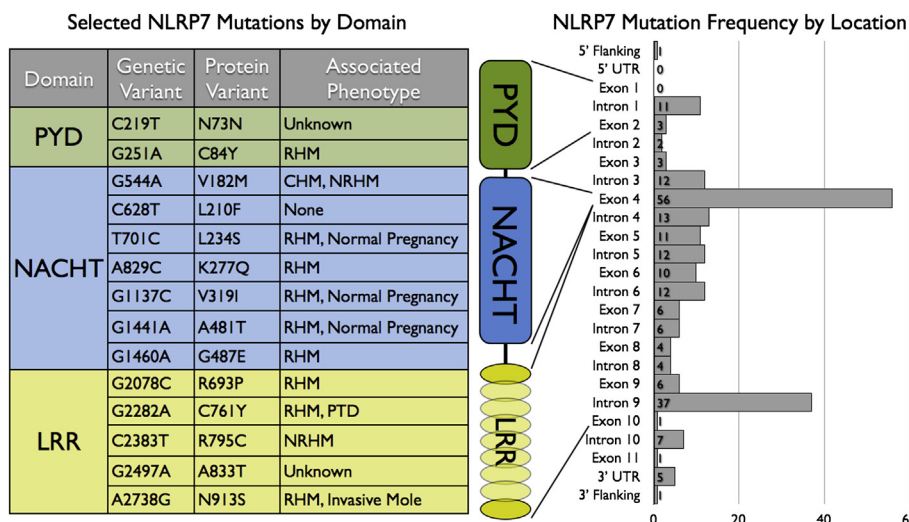 Selected NLRP7 Mutations by Domain
Domain Genetic Variant Protein Variant Associated Phenotype
PYD
C219T N73N Unknown
G251A C84Y RHM
NACHT
G544A V182M CHM, NRHM
C628T L210F None
T701C L234S RHM, Normal Pregnancy
A829C K277Q RHM
G1137C V319I RHM, Normal Pregnancy
G1441A A481T RHM, Normal Pregnancy
G1460A G487E RHM
LRR
G2078C R693P RHM
G2282A C761Y RHM, PTD
C2383T R795C NRHM
G2497A A833T Unknown
A2738G N913S RHM, Invasive Mole
PYD
NACHT
LRR
NLRP7 Mutation Frequency by Location
5' Flanking 1
5' UTR 0
Exon 1 0
Intron 1 11
Exon 2 3
Intron 2 2
Exon 3 3
Intron 3 12
Exon 4 56
Intron 4 13
Exon 5 11
Intron 5 12
Exon 6 10
Intron 6 12
Exon 7 6
Intron 7 6
Exon 8 4
Intron 8 4
Exon 9 6
Intron 9 37
Exon 10 1
Intron 10 7
Exon 11 1
3' UTR 5
3' Flanking 1
0 20 40